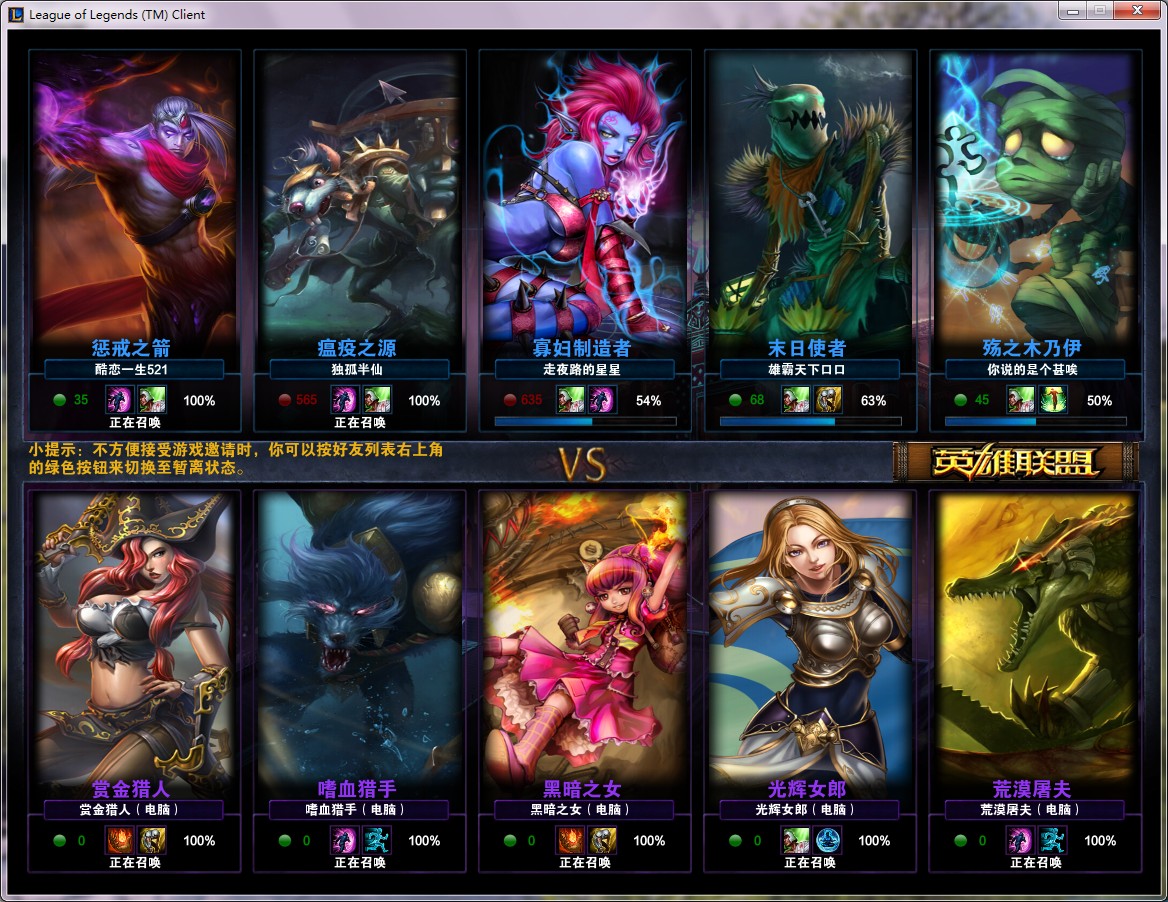 League of Legends (TM) Client
惩戒之箭
酷恋一生521
35
100%
正在召唤
瘟疫之源
独孤半仙
565
100%
正在召唤
寡妇制造者
走夜路的星星
635
54%
末日使者
雄霸天下口口
68
63%
殇之木乃伊
你说的是个甚唉
45
50%
小提示：不方便接受游戏邀请时，你可以按好友列表右上角
的绿色按钮来切换至暂离状态。
VS
英雄联盟
赏金猎人
赏金猎人（电脑）
0
100%
正在召唤
嗜血猎手
嗜血猎手（电脑）
0
100%
正在召唤
黑暗之女
黑暗之女（电脑）
0
100%
正在召唤
光辉女郎
光辉女郎（电脑）
0
100%
正在召唤
荒漠屠夫
荒漠屠夫（电脑）
0
100%
正在召唤